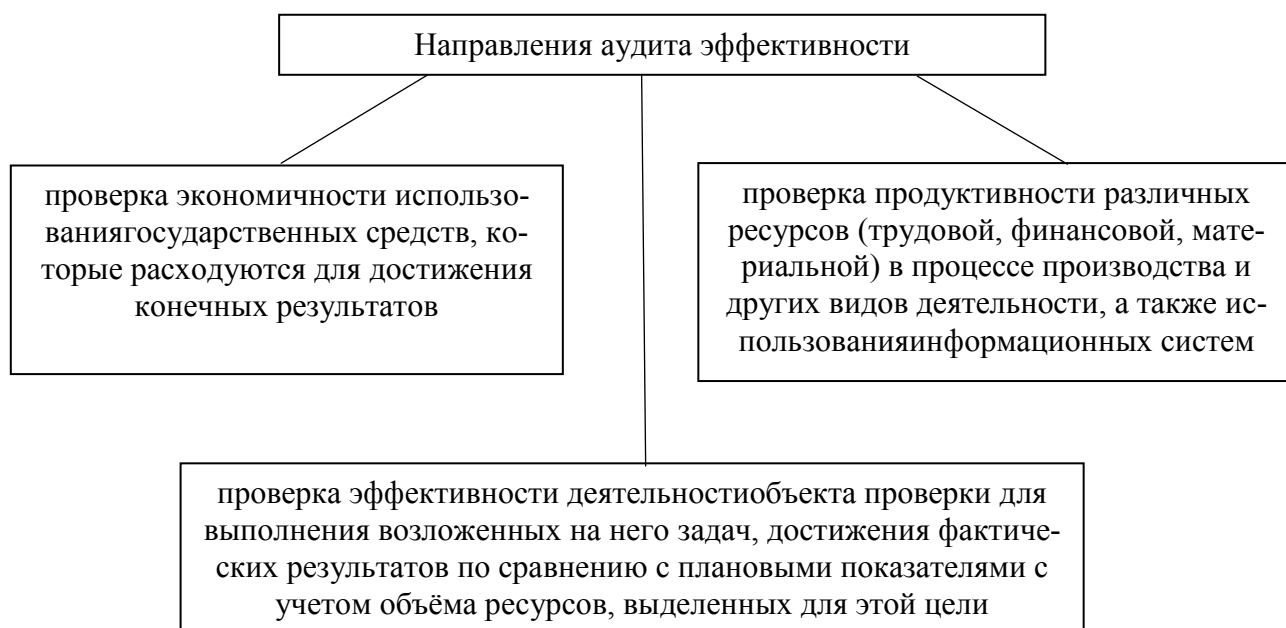 Направления аудита эффективности
проверка экономичности использо-
ваниягосударственных средств, ко-
торые расходуются для достижения
конечных результатов
проверка продуктивности различных
ресурсов (трудовой, финансовой, мате-
риальной) в процессе производства и
других видов деятельности, а также ис-
пользованияинформационных систем
проверка эффективности деятельностиобъекта проверки для
выполнения возложенных на него задач, достижения фактиче-
ских результатов по сравнению с плановыми показателями с
учетом объёма ресурсов, выделенных для этой цели